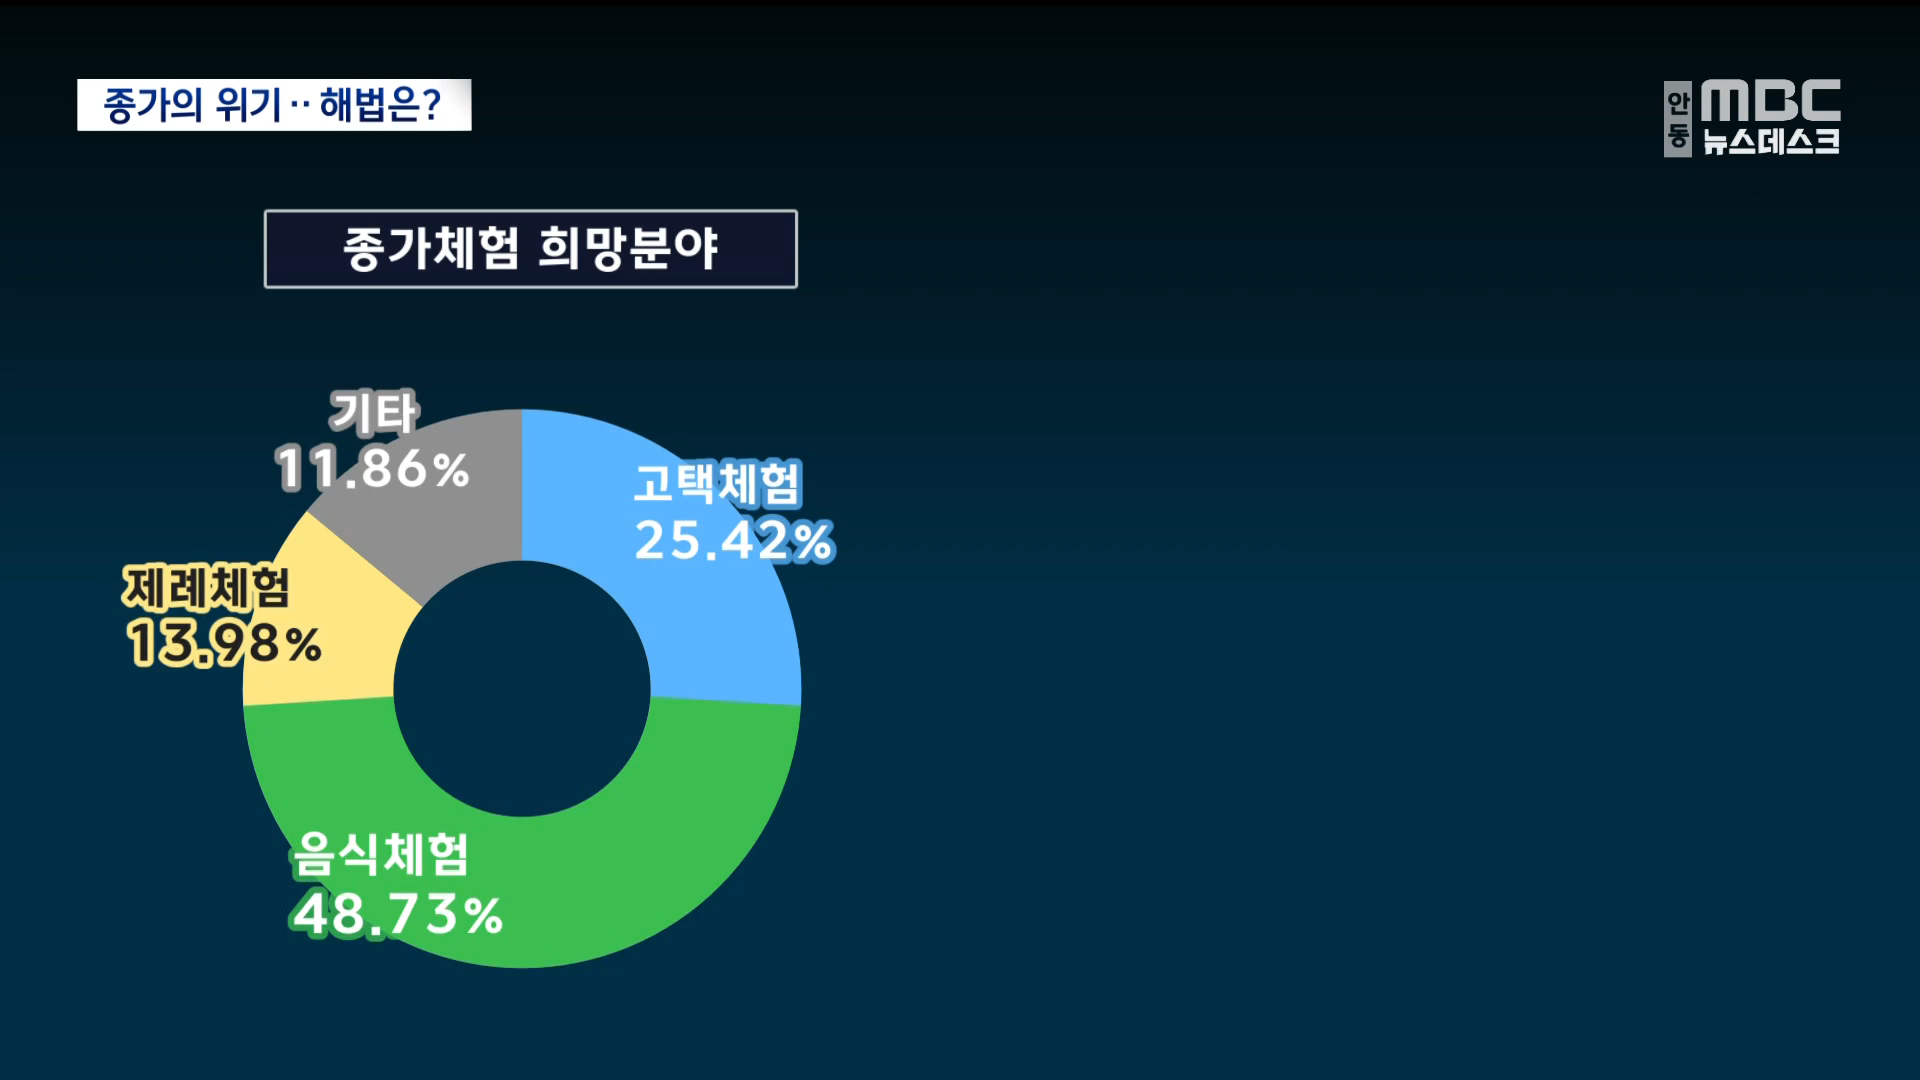 종가의 위기‥해법은?
안동
MBC
뉴스데스크
종가체험 희망분야
기타
11.86%
고택체험
25.42%
제례체험
13.98%
음식체험
48.73%